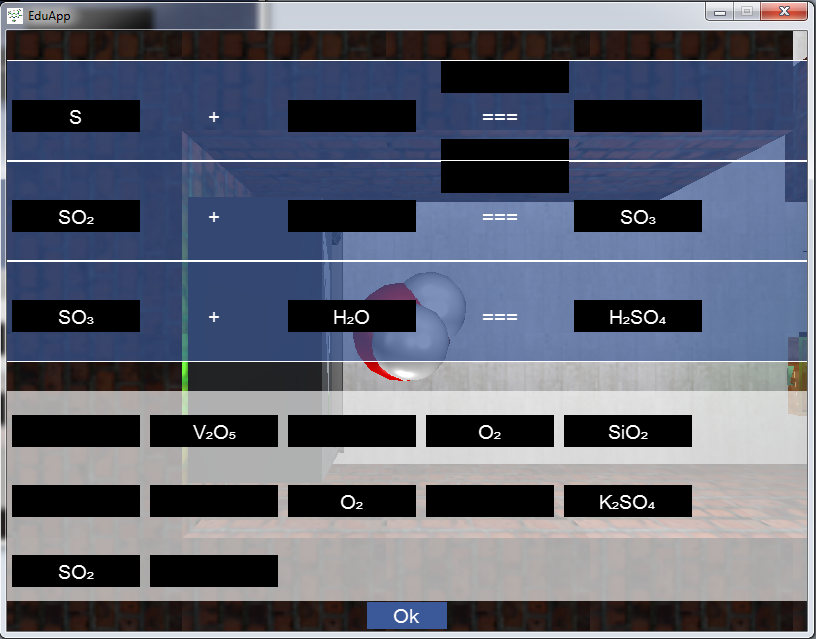 EduApp
S + ===
SO₂ + === SO₃
SO₃ + H₂O === H₂SO₄
V₂O₅ O₂ SiO₂
O₂ K₂SO₄
SO₂
Ok